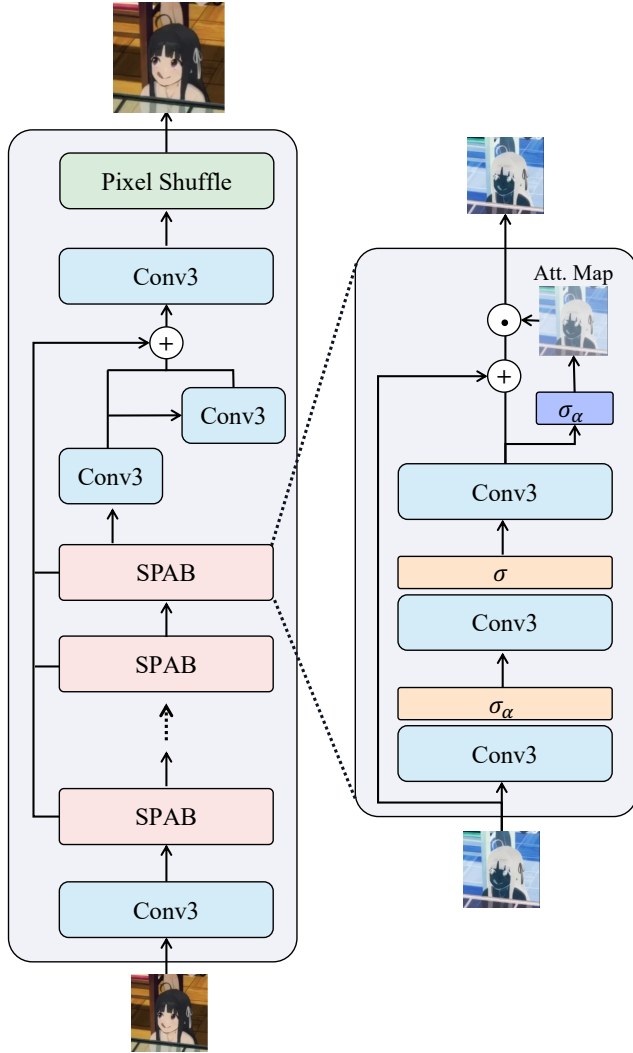 Pixel Shuffle
Conv3
+
Conv3
Conv3
SPAB
SPAB
SPAB
Conv3
Att. Map
·
+
σα
Conv3
σ
Conv3
σα
Conv3